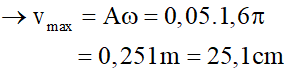 → v_max = Aω = 0,05.1,6π
= 0,251m = 25,1cm